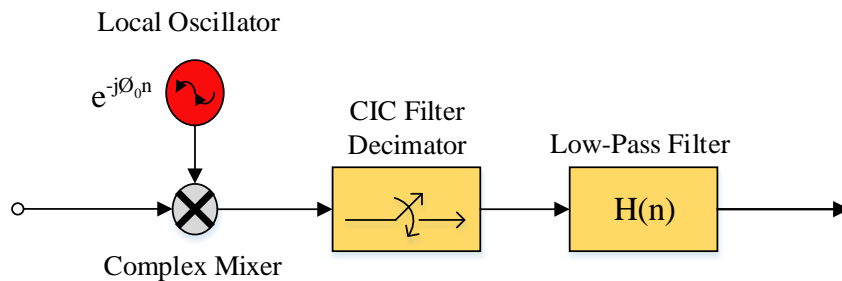 Local Oscillator
e^-jØ₀n
CIC Filter
Decimator
Low-Pass Filter
H(n)
Complex Mixer